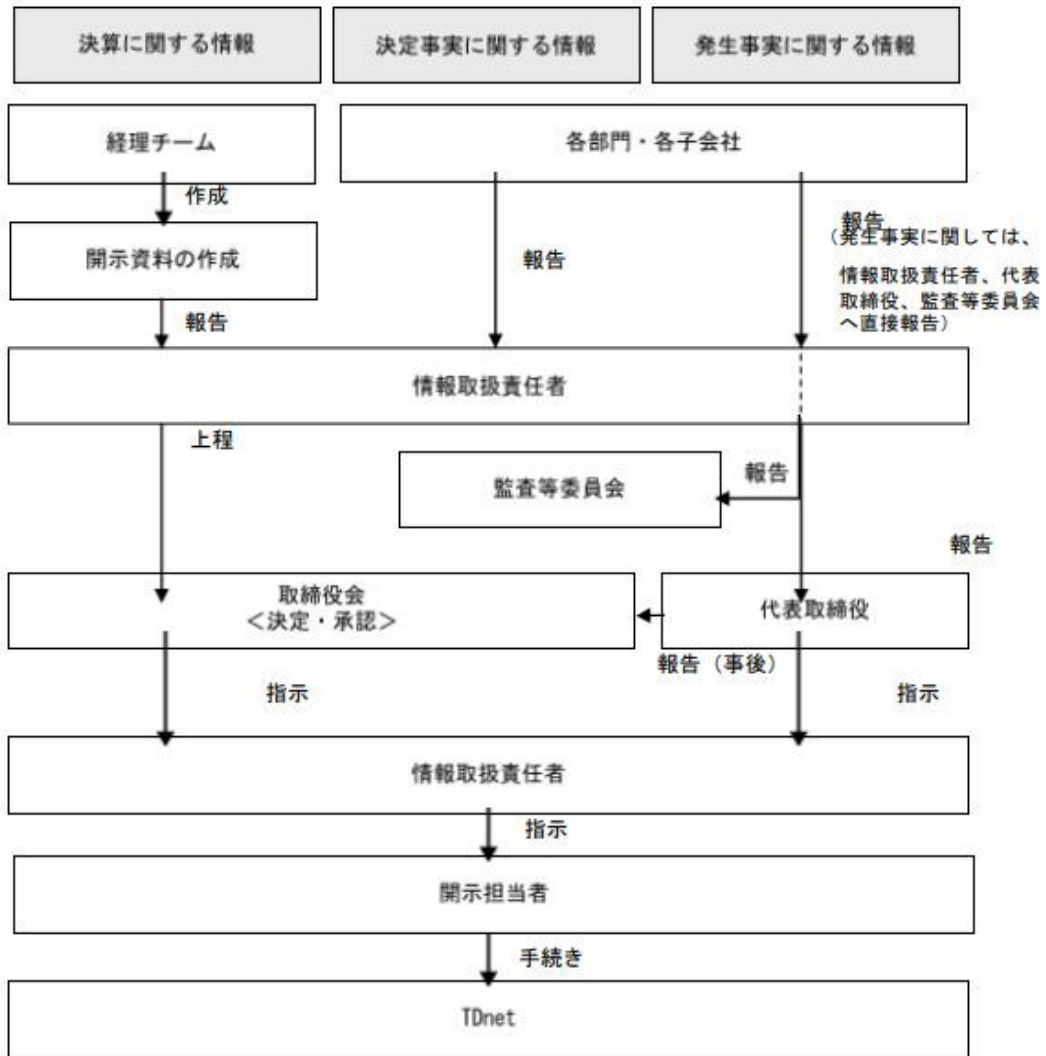 決算に関する情報
決定事実に関する情報
発生事実に関する情報
経理チーム
各部門・各子会社
作成
開示資料の作成
報告
報告
報告
（発生事実に関しては、
情報取扱責任者、代表
取締役、監査等委員会
へ直接報告）
情報取扱責任者
上程
監査等委員会
報告
報告
取締役会
＜決定・承認＞
代表取締役
報告（事後）
指示
指示
情報取扱責任者
指示
開示担当者
手続き
TDnet